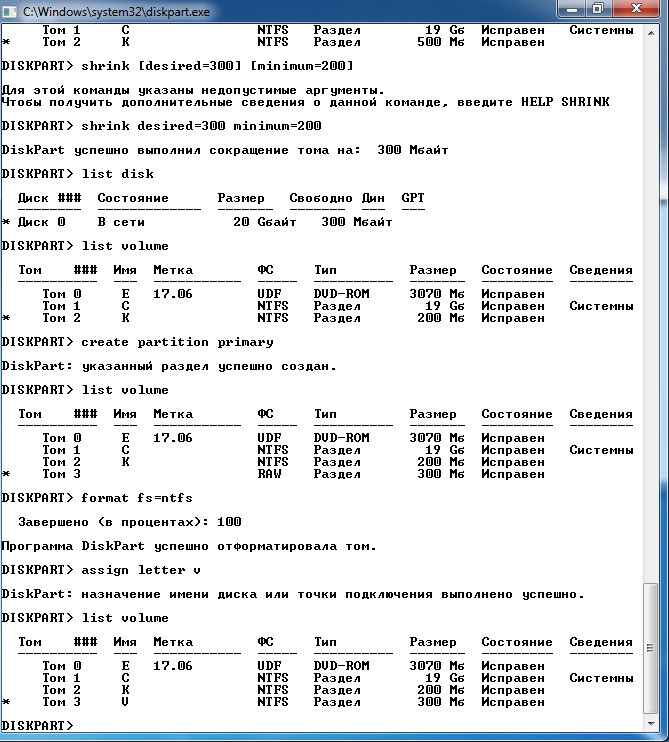 C:\Windows\system32\diskpart.exe
Том 1 C NTFS Раздел 19 Gб Исправен Системны
* Том 2 K NTFS Раздел 500 Mб Исправен
DISKPART> shrink [desired=300] [minimum=200]
Для этой команды указаны недопустимые аргументы.
Чтобы получить дополнительные сведения о данной команде, введите HELP SHRINK
DISKPART> shrink desired=300 minimum=200
DiskPart успешно выполнил сокращение тома на: 300 Mбайт
DISKPART> list disk
Диск ### Состояние Размер Свободно Дин GPT
-------- ------------- ------- ------- --- ---
* Диск 0 В сети 20 Gбайт 300 Mбайт
DISKPART> list volume
Том ### Имя Метка ФС Тип Размер Состояние Сведения
---------- --- ----------- ----- ---------- ------- --------- --------
Том 0 E 17.06 UDF DVD-ROM 3070 Mб Исправен
Том 1 C NTFS Раздел 19 Gб Исправен Системны
* Том 2 K NTFS Раздел 200 Mб Исправен
DISKPART> create partition primary
DiskPart: указанный раздел успешно создан.
DISKPART> list volume
Том ### Имя Метка ФС Тип Размер Состояние Сведения
---------- --- ----------- ----- ---------- ------- --------- --------
Том 0 E 17.06 UDF DVD-ROM 3070 Mб Исправен
Том 1 C NTFS Раздел 19 Gб Исправен Системны
Том 2 K NTFS Раздел 200 Mб Исправен
* Том 3 RAW Раздел 300 Mб Исправен
DISKPART> format fs=ntfs
Завершено (в процентах): 100
Программа DiskPart успешно отформатировала том.
DISKPART> assign letter v
DiskPart: назначение имени диска или точки подключения выполнено успешно.
DISKPART> list volume
Том ### Имя Метка ФС Тип Размер Состояние Сведения
---------- --- ----------- ----- ---------- ------- --------- --------
Том 0 E 17.06 UDF DVD-ROM 3070 Mб Исправен
Том 1 C NTFS Раздел 19 Gб Исправен Системны
Том 2 K NTFS Раздел 200 Mб Исправен
* Том 3 V NTFS Раздел 300 Mб Исправен
DISKPART>